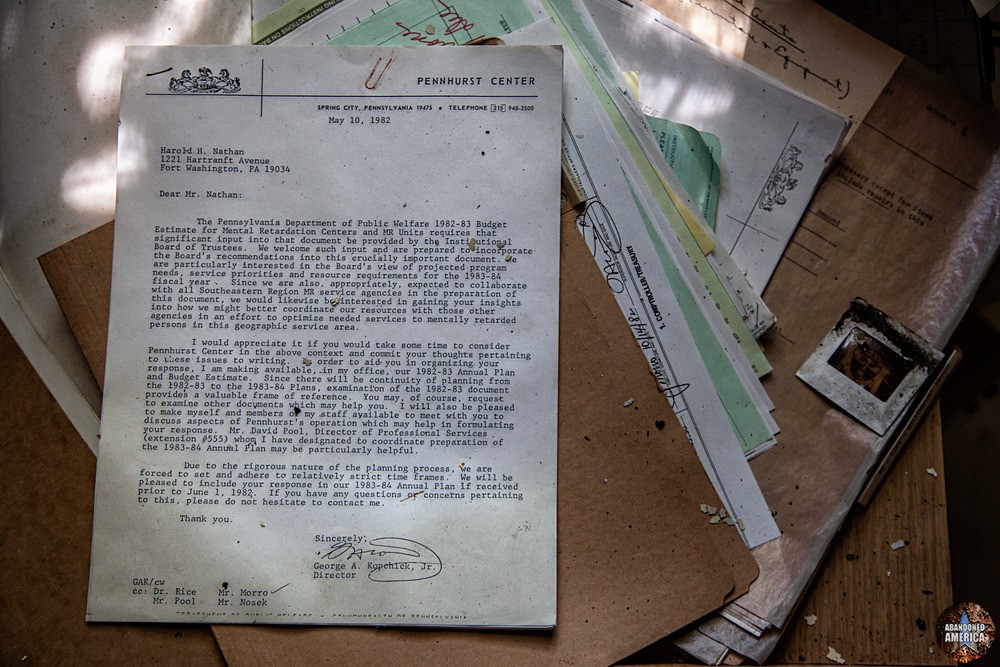 PENNHURST CENTER
SPRING CITY, PENNSYLVANIA 19475 • TELEPHONE [215] 948-3500
May 10, 1982
Harold H. Nathan
1221 Hartranft Avenue
Fort Washington, PA 19034
Dear Mr. Nathan:
The Pennsylvania Department of Public Welfare 1982-83 Budget
Estimate for Mental Retardation Centers and MR Units requires that
significant input into that document be provided by the Institutional
Board of Trustees. We welcome such input and are prepared to incorporate
the Board's recommendations into this crucially important document. We
are particularly interested in the Board's view of projected program
needs, service priorities and resource requirements for the 1983-84
fiscal year. Since we are also, appropriately, expected to collaborate
with all Southeastern Region MR service agencies in the preparation of
this document, we would likewise be interested in gaining your insights
into how we might better coordinate our resources with those other
agencies in an effort to optimize needed services to mentally retarded
persons in this geographic service area.
I would appreciate it if you would take some time to consider
Pennhurst Center in the above context and commit your thoughts pertaining
to these issues to writing. In order to aid you in organizing your
response, I am making available, in my office, our 1982-83 Annual Plan
and Budget Estimate. Since there will be continuity of planning from
the 1982-83 to the 1983-84 Plans, examination of the 1982-83 document
provides a valuable frame of reference. You may, of course, request
to examine other documents which may help you. I will also be pleased
to make myself and members of my staff available to meet with you to
discuss aspects of Pennhurst's operation which may help in formulating
your response. Mr. David Pool, Director of Professional Services
(extension #555) whom I have designated to coordinate preparation of
the 1983-84 Annual Plan may be particularly helpful.
Due to the rigorous nature of the planning process, we are
forced to set and adhere to relatively strict time frames. We will be
pleased to include your response in our 1983-84 Annual Plan if received
prior to June 1, 1982. If you have any questions or concerns pertaining
to this, please do not hesitate to contact me.
Thank you.
Sincerely,
George A. Kopchick, Jr.
Director
GAK/cw
cc: Dr. Rice Mr. Morro
Mr. Pool Mr. Nosek
DEPARTMENT OF PUBLIC WELFARE • COMMONWEALTH OF PENNSYLVANIA
1. COMPTROLLER/TREASURY
Amount
repairs in this
ABANDONED
AMERICA